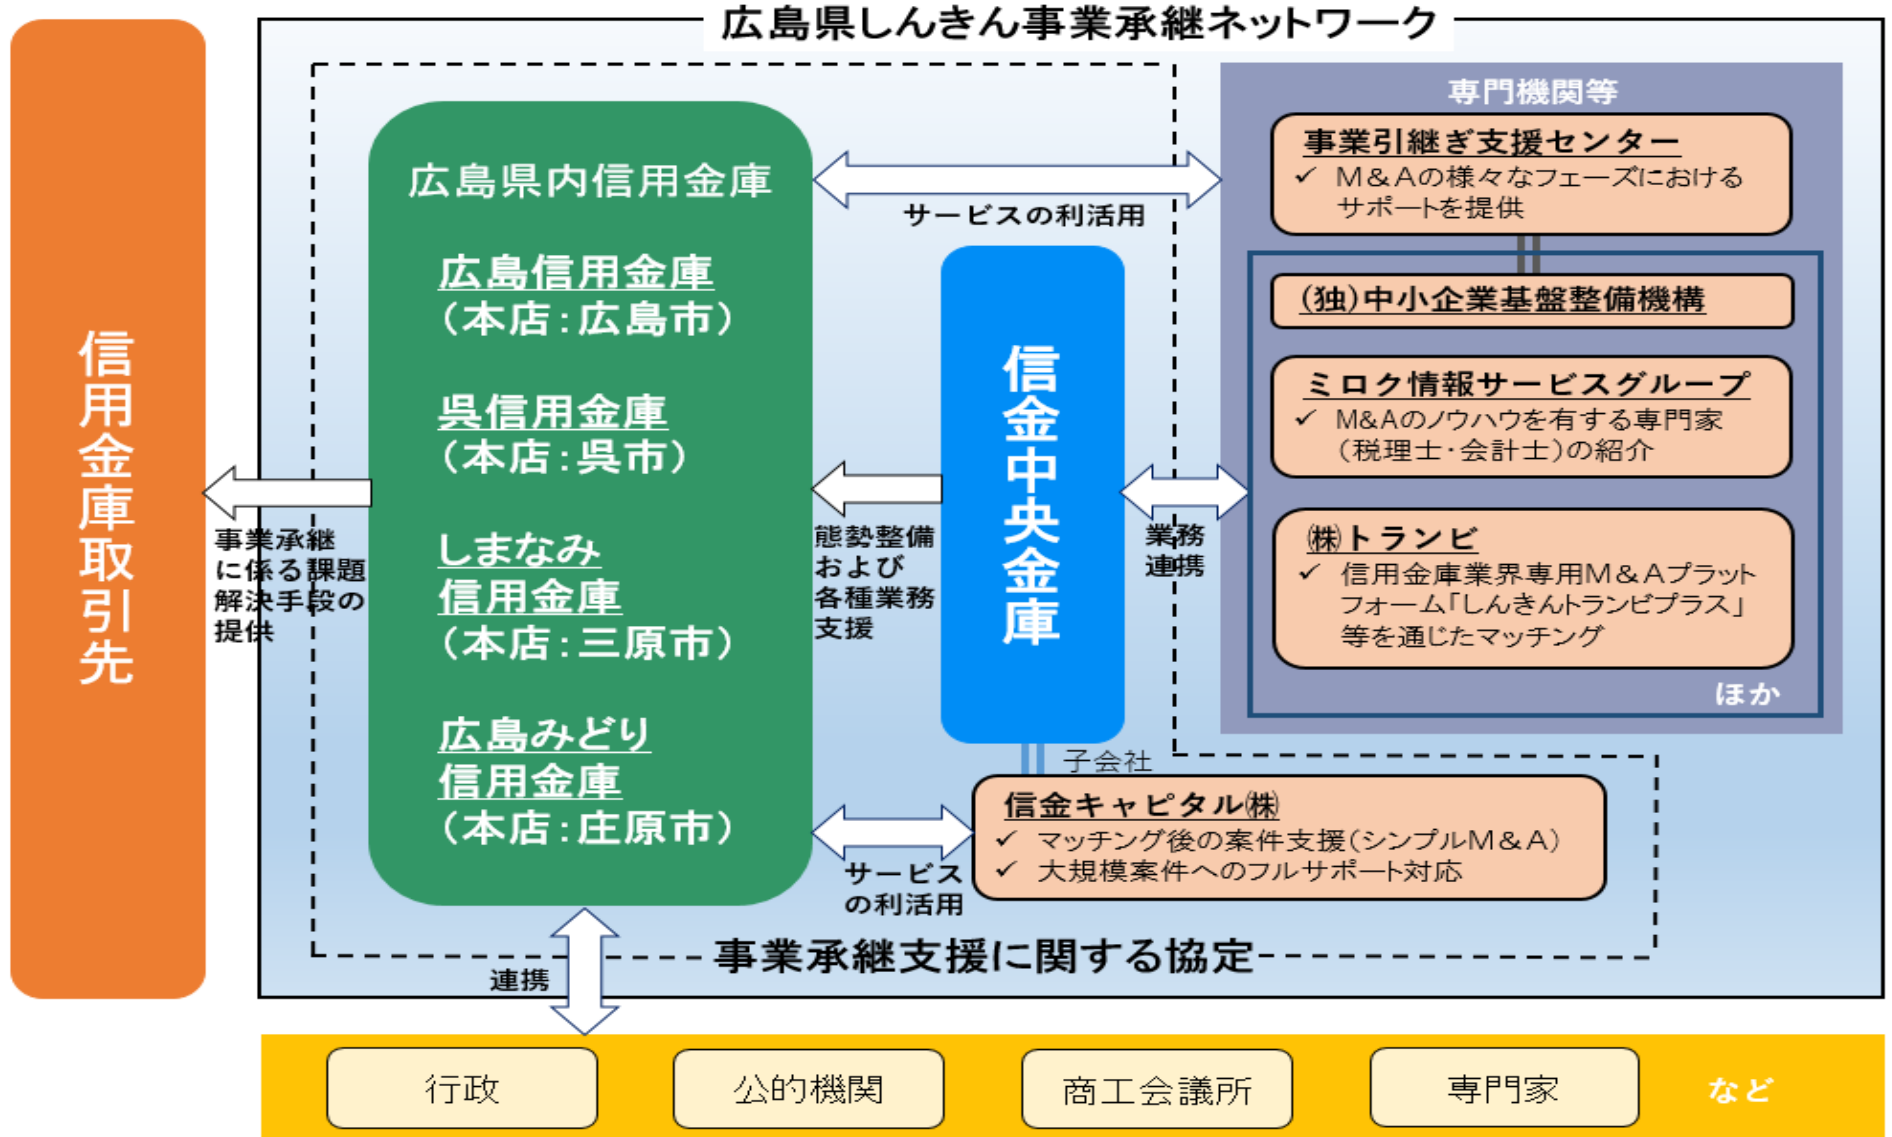 広島県しんきん事業承継ネットワーク
信用金庫取引先
広島県内信用金庫
広島信用金庫
（本店：広島市）
呉信用金庫
（本店：呉市）
しまなみ
信用金庫
（本店：三原市）
広島みどり
信用金庫
（本店：庄原市）
事業承継
に係る課題
解決手段の
提供
サービスの利活用
信金中央金庫
態勢整備
および
各種業務
支援
業務
連携
専門機関等
事業引継ぎ支援センター
✓ Ｍ＆Ａの様々なフェーズにおける
サポートを提供
（独）中小企業基盤整備機構
ミロク情報サービスグループ
✓ M&Aのノウハウを有する専門家
（税理士・会計士）の紹介
㈱トランビ
✓ 信用金庫業界専用Ｍ＆Ａプラット
フォーム「しんきんトランビプラス」
等を通じたマッチング
ほか
子会社
信金キャピタル㈱
✓ マッチング後の案件支援（シンプルＭ＆Ａ）
✓ 大規模案件へのフルサポート対応
サービス
の利活用
事業承継支援に関する協定
連携
行政
公的機関
商工会議所
専門家
など